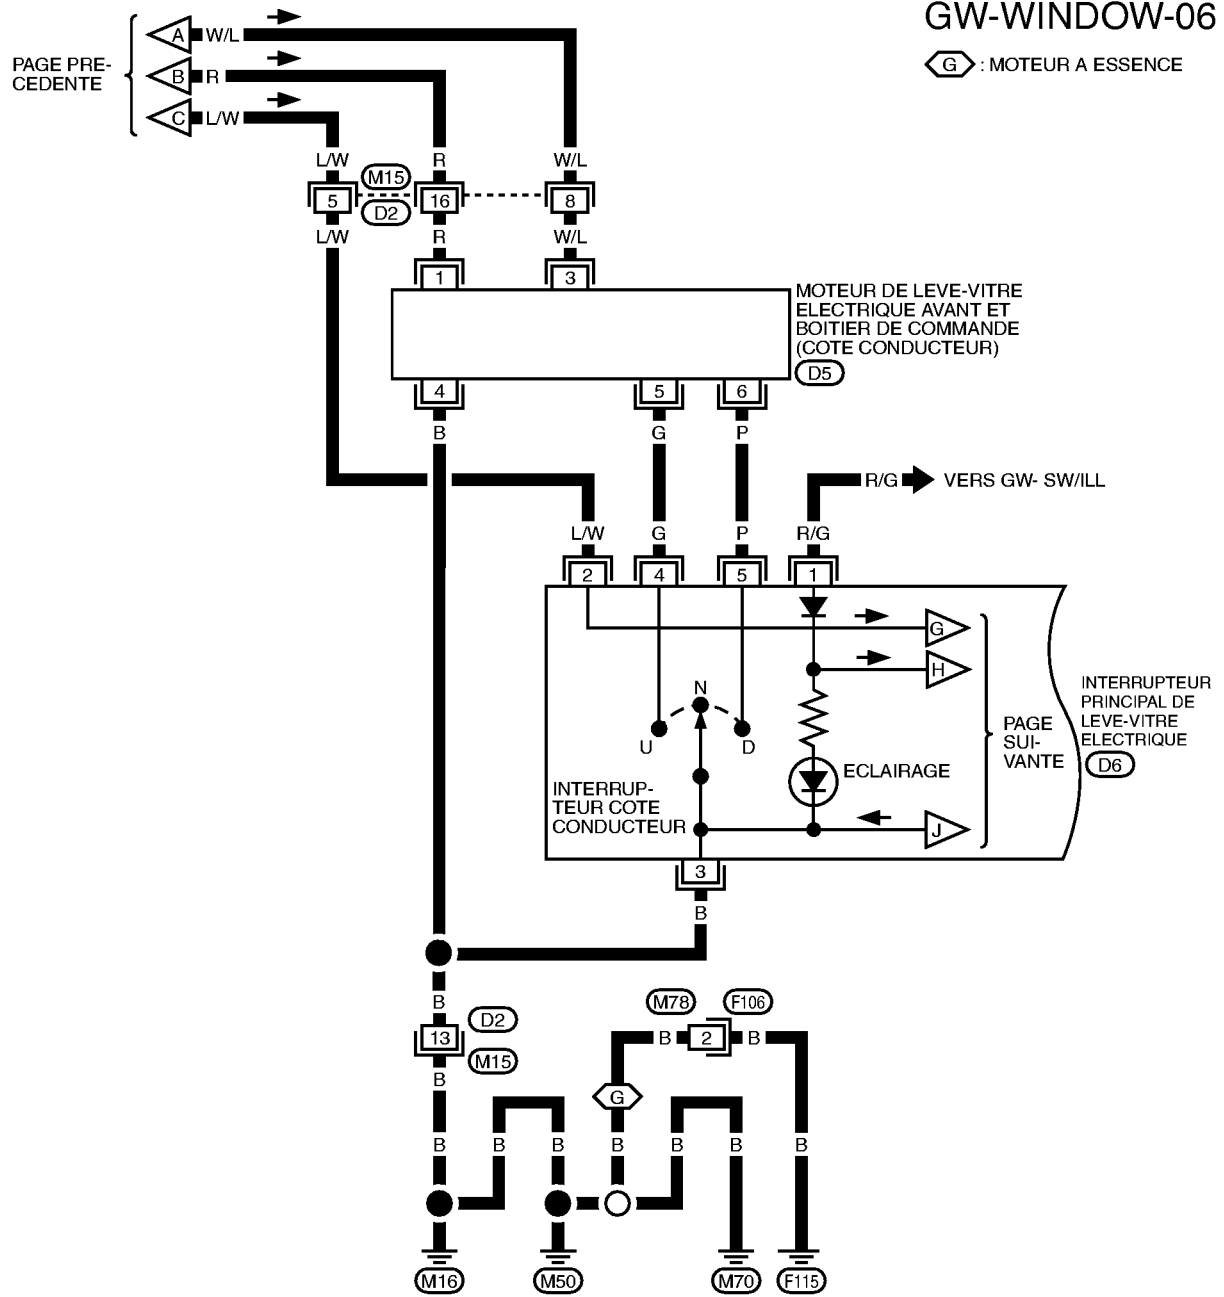 GW-WINDOW-06
G : MOTEUR A ESSENCE
PAGE PRE-
CEDENTE
A W/L
B R
C L/W
L/W R W/L
M15
5 16 8
D2
L/W R W/L
1 3
MOTEUR DE LEVE-VITRE
ELECTRIQUE AVANT ET
BOITIER DE COMMANDE
(COTE CONDUCTEUR)
D5
4 5 6
B G P
R/G VERS GW- SW/ILL
L/W G P R/G
2 4 5 1
G
H
N
U D
PAGE
SUI-
VANTE
INTERRUPTEUR
PRINCIPAL DE
LEVE-VITRE
ELECTRIQUE
D6
ECLAIRAGE
INTERRUP-
TEUR COTE
CONDUCTEUR
J
3
B
B
D2
13
M15
B
M78 F106
B 2 B
G
B B B B B B B
M16 M50 M70 F115